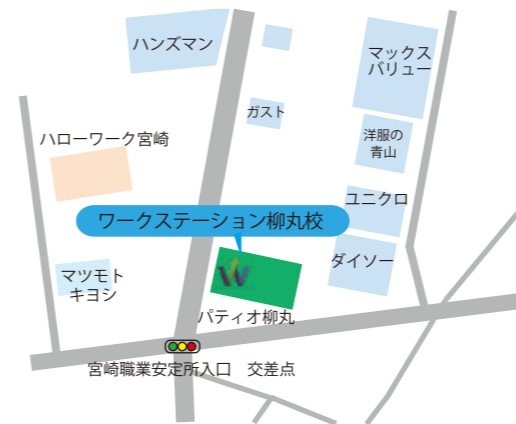 ハンズマン
マックス
バリュー
ガスト
洋服の
青山
ハローワーク宮崎
ユニクロ
ワークステーション柳丸校
ダイソー
マツモト
キヨシ
W
パティオ柳丸
宮崎職業安定所入口　交差点